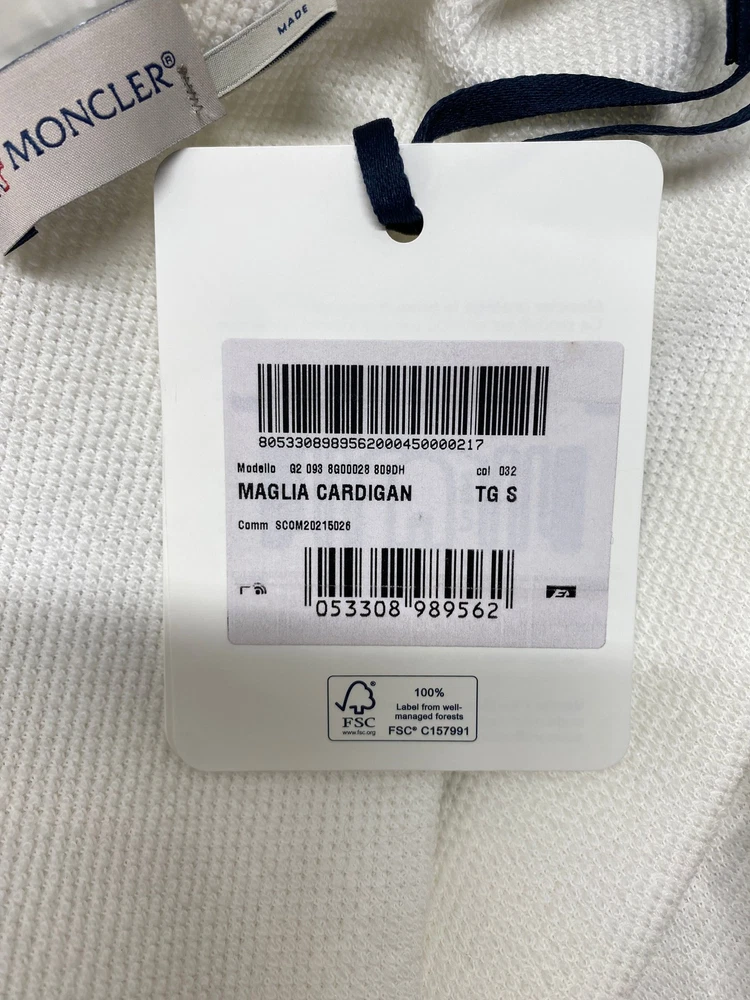 MADE
MONCLER®
8053308989562000450000217
Modello G2 093 8G00028 809DH col 032
MAGLIA CARDIGAN TG S
Comm SCOM20215026
053308 989562
FSC®
www.fsc.org
100%
Label from well-
managed forests
FSC® C157991